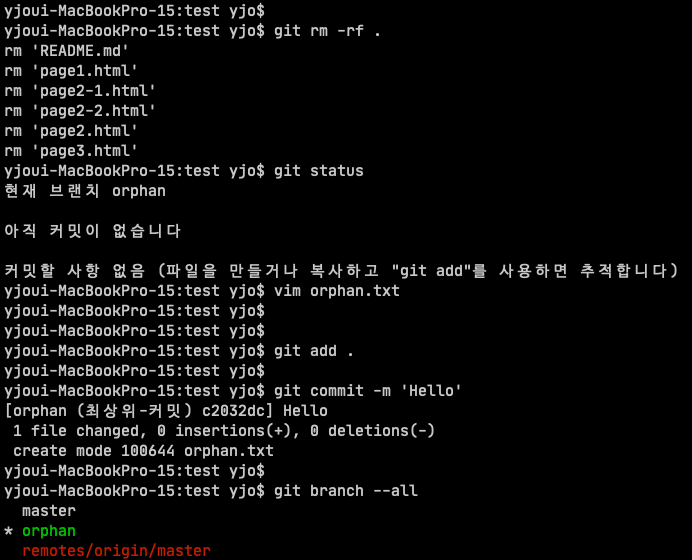 yjoui-MacBookPro-15:test yjo$
yjoui-MacBookPro-15:test yjo$ git rm -rf .
rm 'README.md'
rm 'page1.html'
rm 'page2-1.html'
rm 'page2-2.html'
rm 'page2.html'
rm 'page3.html'
yjoui-MacBookPro-15:test yjo$ git status
현재 브랜치 orphan
아직 커밋이 없습니다
커밋할 사항 없음 (파일을 만들거나 복사하고 "git add"를 사용하면 추적합니다)
yjoui-MacBookPro-15:test yjo$ vim orphan.txt
yjoui-MacBookPro-15:test yjo$
yjoui-MacBookPro-15:test yjo$
yjoui-MacBookPro-15:test yjo$ git add .
yjoui-MacBookPro-15:test yjo$
yjoui-MacBookPro-15:test yjo$ git commit -m 'Hello'
[orphan (최상위-커밋) c2032dc] Hello
 1 file changed, 0 insertions(+), 0 deletions(-)
 create mode 100644 orphan.txt
yjoui-MacBookPro-15:test yjo$
yjoui-MacBookPro-15:test yjo$ git branch --all
  master
* orphan
  remotes/origin/master